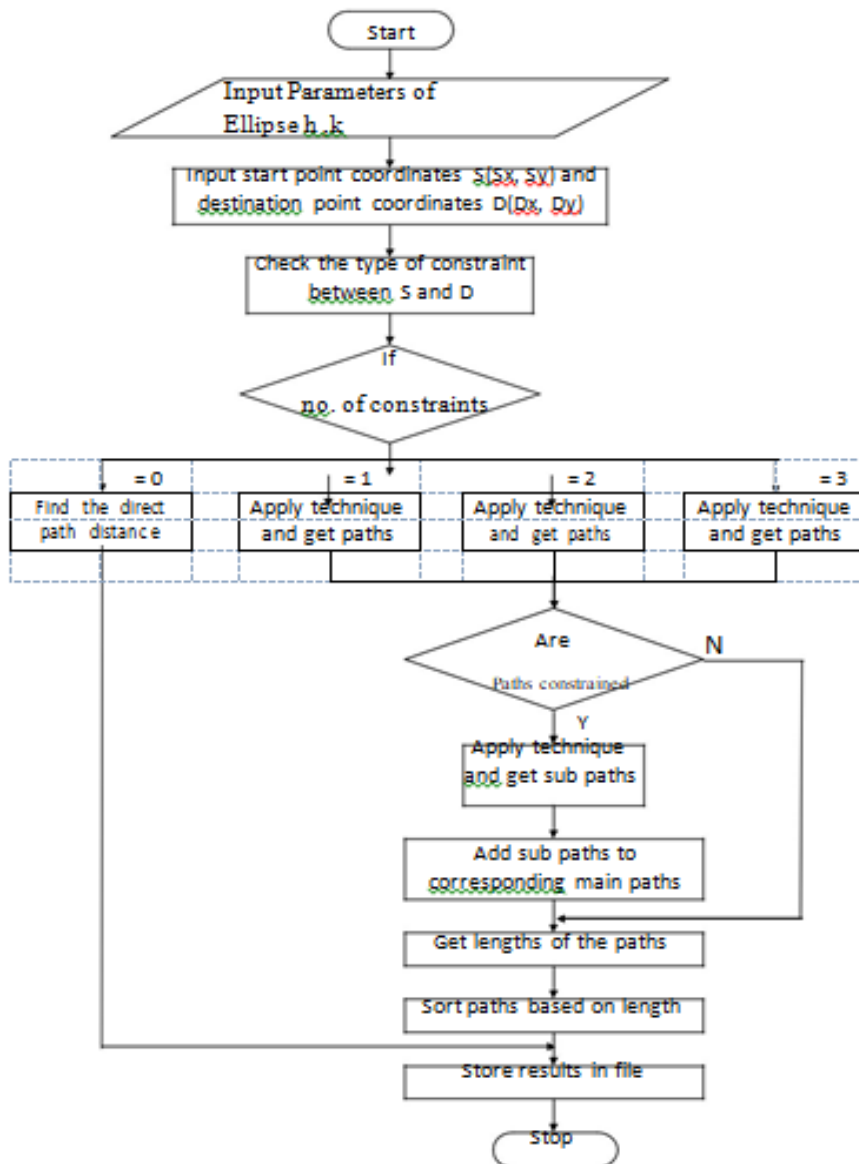 Start
Input Parameters of
Ellipse h ,k
Input start point coordinates S(Sx, Sy) and
destination point coordinates D(Dx, Dy)
Check the type of constraint
between S and D
If
no. of constraints
= 0
= 1
= 2
= 3
Find the direct
path distance
Apply technique
and get paths
Apply technique
and get paths
Apply technique
and get paths
Are
Paths constrained
N
Y
Apply technique
and get sub paths
Add sub paths to
corresponding main paths
Get lengths of the paths
Sort paths based on length
Store results in file
Stop